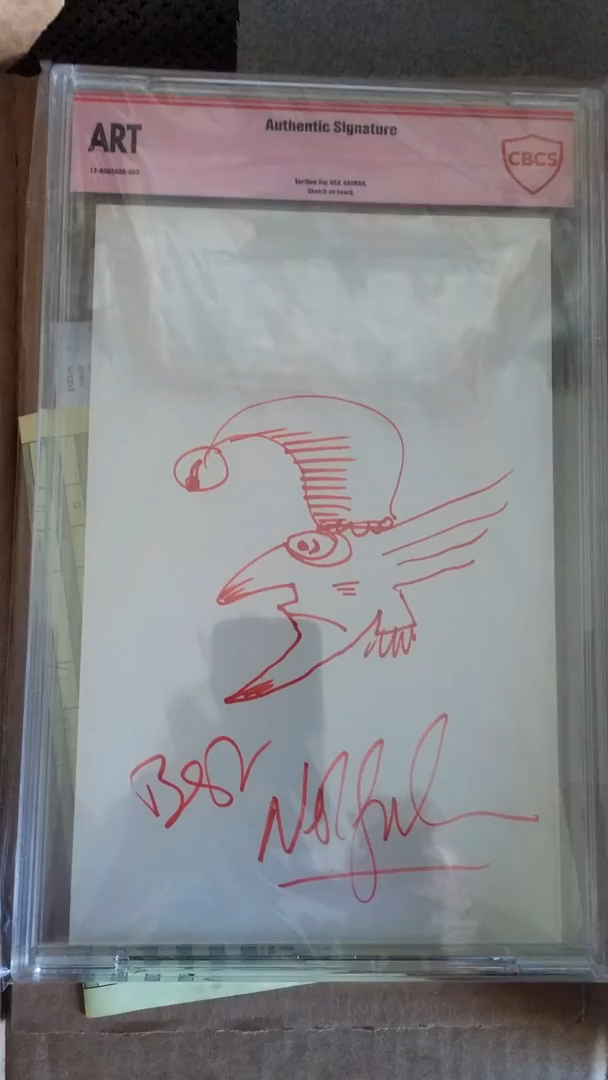 ART
Authentic Signature
CBCS
Verified Sig: NEIL GAIMAN.
Sketch on board.
Best